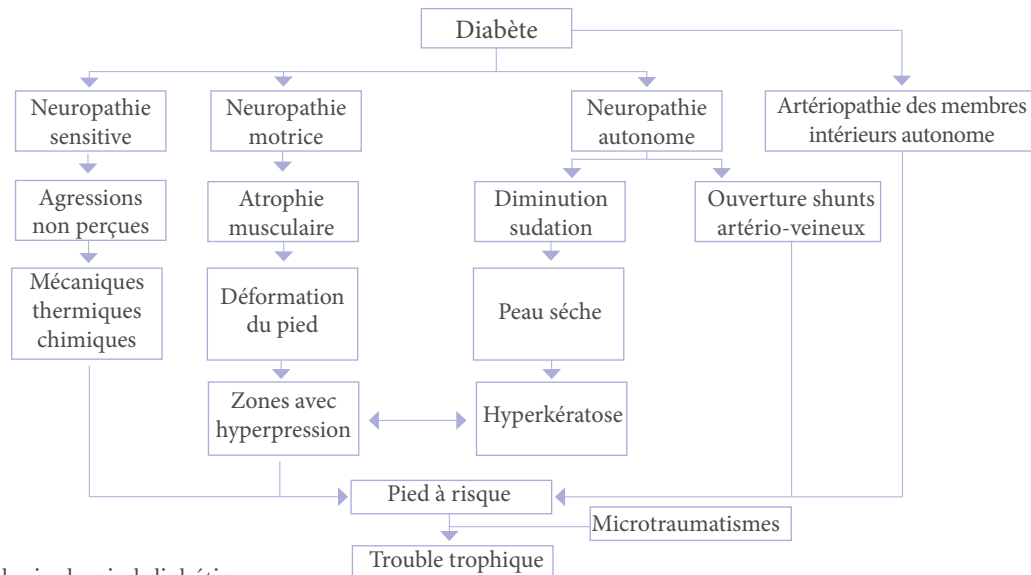 Diabète
Neuropathie
sensitive
Neuropathie
motrice
Neuropathie
autonome
Artériopathie des membres
intérieurs autonome
Agressions
non perçues
Atrophie
musculaire
Diminution
sudation
Ouverture shunts
artério-veineux
Mécaniques
thermiques
chimiques
Déformation
du pied
Peau séche
Zones avec
hyperpression
Hyperkératose
Pied à risque
Microtraumatismes
Trouble trophique